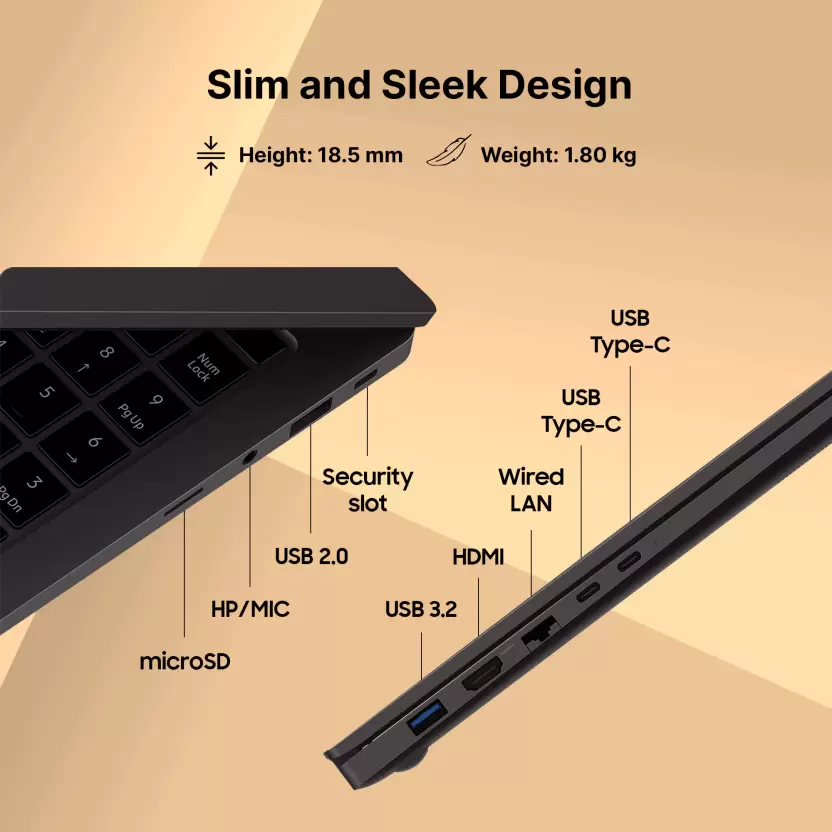 Slim and Sleek Design
Height: 18.5 mm
Weight: 1.80 kg
USB
Type-C
USB
Type-C
Security
slot
Wired
LAN
USB 2.0
HDMI
HP/MIC
USB 3.2
microSD
8
↑
Num
Lock
5
9
Pg Up
6
→
3
Pg Dn